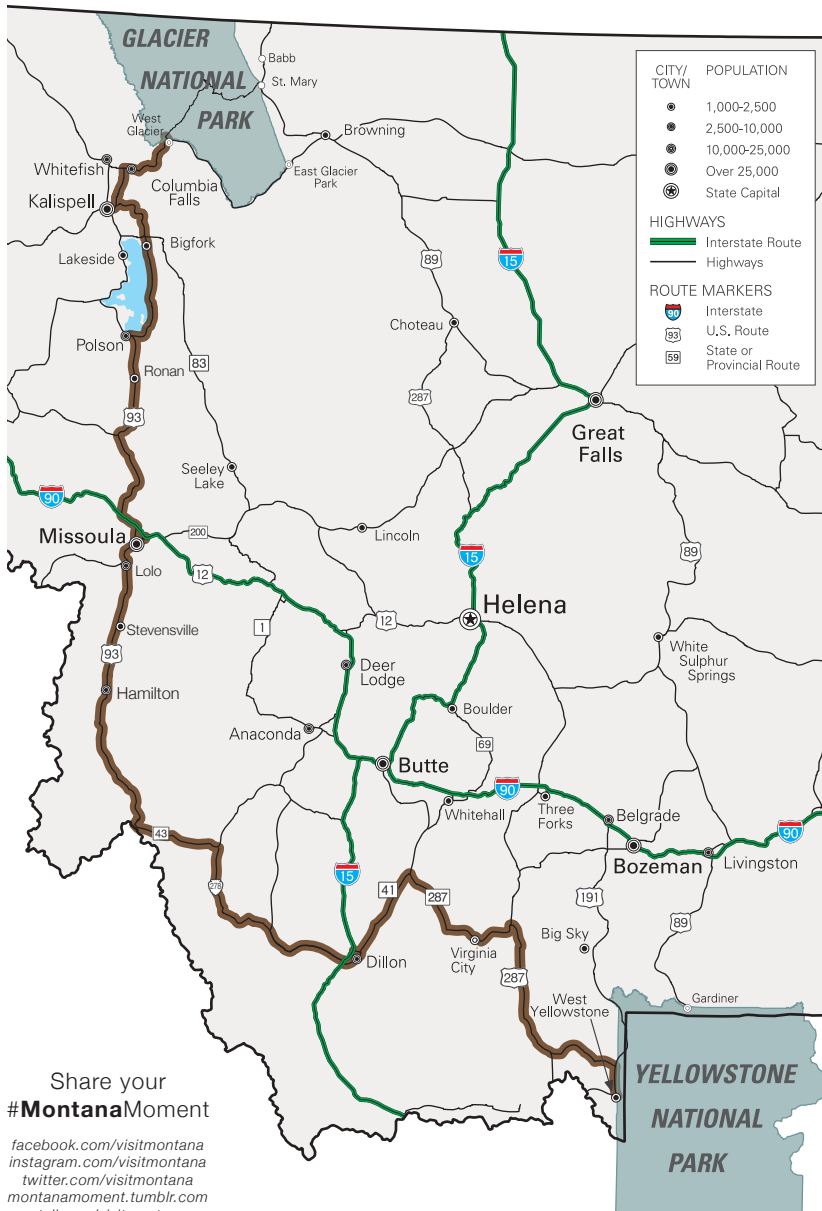 GLACIER
NATIONAL
PARK
Babb
St. Mary
West
Glacier
Browning
East Glacier
Park
Whitefish
Columbia
Falls
Kalispell
Bigfork
Lakeside
Polson
Ronan
83
93
89
Choteau
287
15
Great
Falls
CITY/
TOWN
POPULATION
1,000-2,500
2,500-10,000
10,000-25,000
Over 25,000
State Capital
HIGHWAYS
Interstate Route
Highways
ROUTE MARKERS
90
Interstate
93
U.S. Route
59
State or
Provincial Route
Seeley
Lake
90
200
Lincoln
Missoula
Lolo
12
15
89
Helena
1
12
Stevensville
93
White
Sulphur
Springs
Deer
Lodge
Hamilton
Boulder
Anaconda
69
Butte
90
Whitehall
Three
Forks
Belgrade
90
Bozeman
Livingston
43
278
15
41
287
191
89
Virginia
City
Big Sky
Dillon
287
West
Yellowstone
Gardiner
YELLOWSTONE
NATIONAL
PARK
Share your
#MontanaMoment
facebook.com/visitmontana
instagram.com/visitmontana
twitter.com/visitmontana
montanamoment.tumblr.com